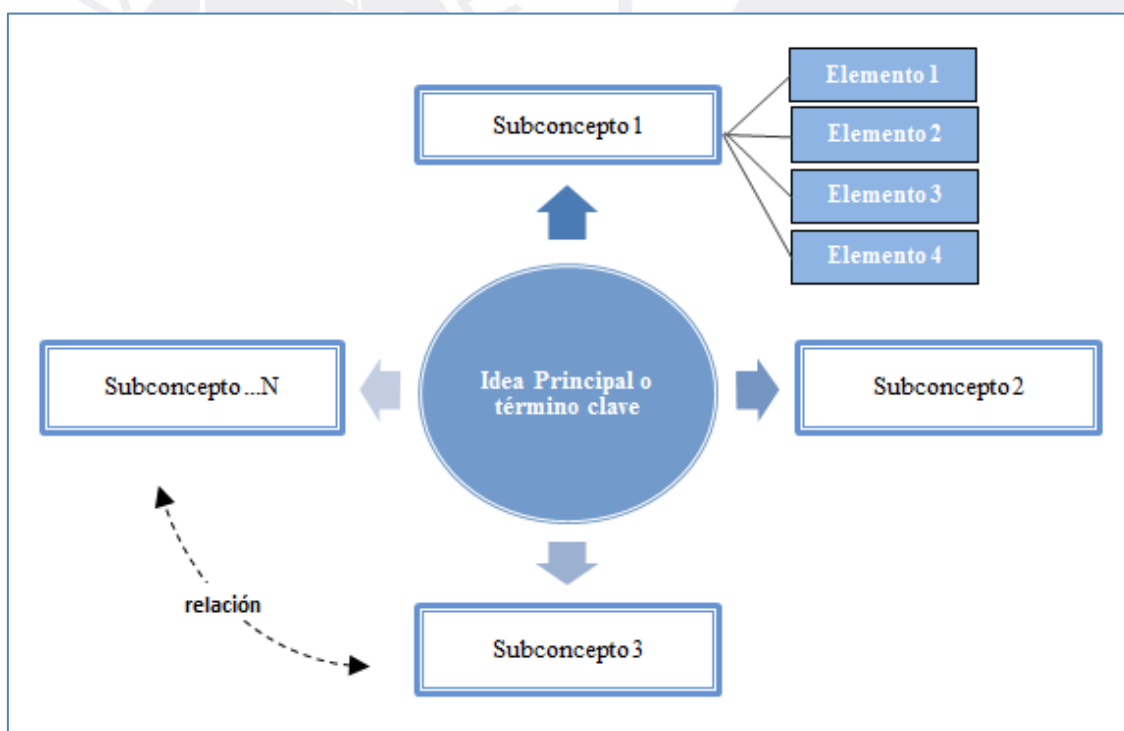 Elemento 1
Subconcepto 1
Elemento 2
Elemento 3
Elemento 4
Idea Principal o
término clave
Subconcepto ...N
Subconcepto 2
relación
Subconcepto 3